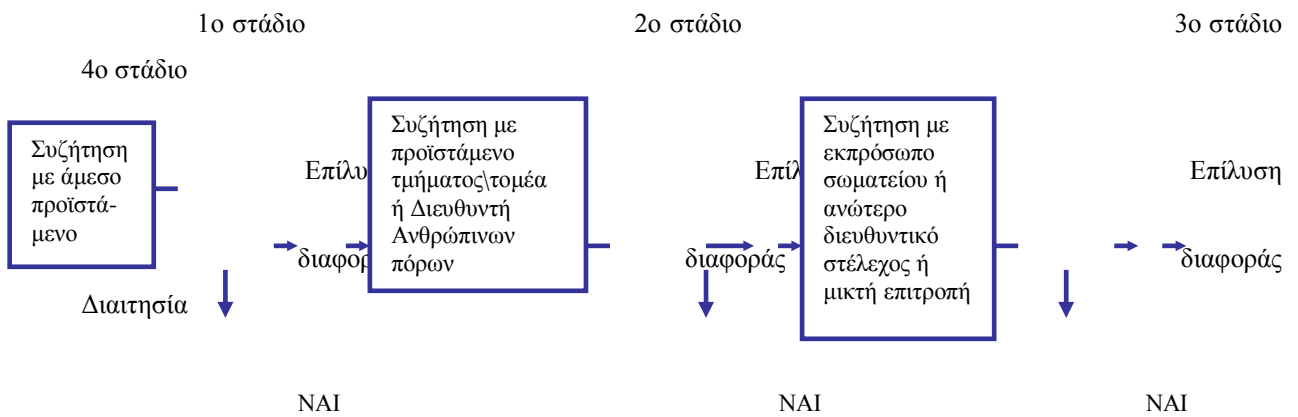 1ο στάδιο 2ο στάδιο 3ο στάδιο
4ο στάδιο
Συζήτηση
με άμεσο
προϊστά-
μενο
Επίλυ
διαφορ
Συζήτηση με
προϊστάμενο
τμήματος\τομέα
ή Διευθυντή
Ανθρώπινων
πόρων
Επίλ
διαφοράς
Συζήτηση με
εκπρόσωπο
σωματείου ή
ανώτερο
διευθυντικό
στέλεχος ή
μικτή επιτροπή
Επίλυση
διαφοράς
Διαιτησία
ΝΑΙ ΝΑΙ ΝΑΙ